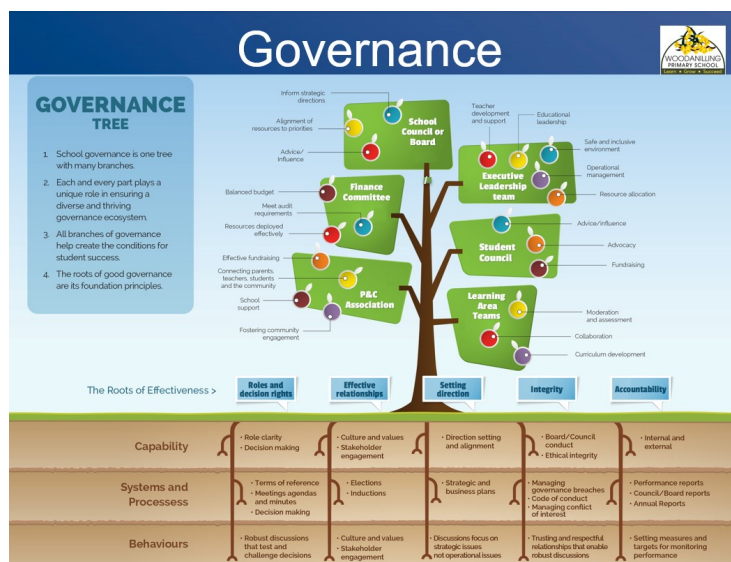 Governance
WOODANILLING
PRIMARY SCHOOL
Learn • Grow • Succeed
GOVERNANCE
TREE
1. School governance is one tree
with many branches.
2. Each and every part plays a
unique role in ensuring a
diverse and thriving
governance ecosystem.
3. All branches of governance
help create the conditions for
student success.
4. The roots of good governance
are its foundation principles.
Inform strategic
directions
Alignment of
resources to priorities
Advice/
Influence
School
Council or
Board
Teacher
development
and support
Educational
leadership
Safe and inclusive
environment
Operational
management
Resource allocation
Executive
Leadership
team
Balanced budget
Meet audit
requirements
Resources deployed
effectively
Finance
Committee
Advice/influence
Advocacy
Fundraising
Student
Council
Effective fundraising
Connecting parents,
teachers, students
and the community
School
support
Fostering community
engagement
P&C
Association
Learning
Area
Teams
Moderation
and assessment
Collaboration
Curriculum development
The Roots of Effectiveness >
Roles and
decision rights
Effective
relationships
Setting
direction
Integrity
Accountability
Capability
• Role clarity
• Decision making
• Culture and values
• Stakeholder
engagement
• Direction setting
and alignment
• Board/Council
conduct
• Ethical integrity
• Internal and
external
Systems and
Processess
• Terms of reference
• Meetings agendas
and minutes
• Decision making
• Elections
• Inductions
• Strategic and
business plans
• Managing
governance breaches
• Code of conduct
• Managing conflict
of interest
• Performance reports
• Council/Board reports
• Annual Reports
Behaviours
• Robust discussions
that test and
challenge decisions
• Culture and values
• Stakeholder
engagement
• Discussions focus on
strategic issues
not operational issues
• Trusting and respectful
relationships that enable
robust discussions
• Setting measures and
targets for monitoring
performance